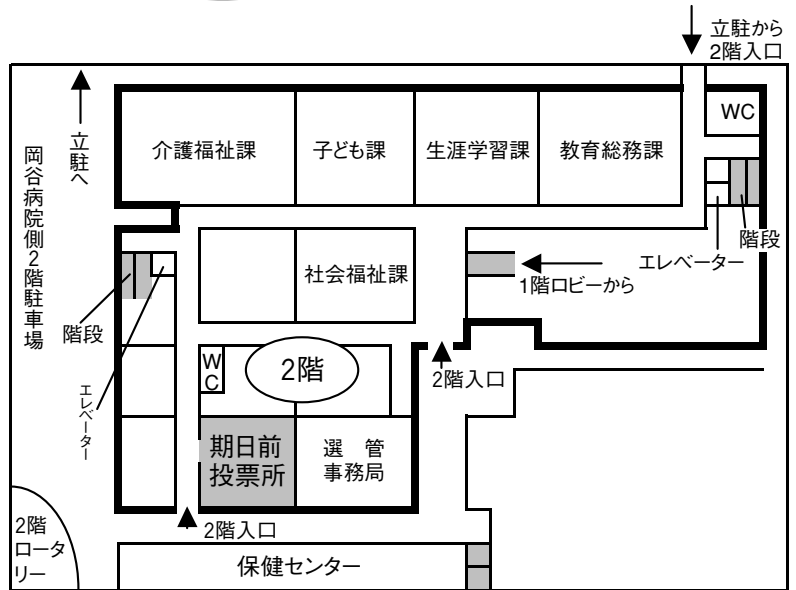 立駐から
2階入口
立駐へ
岡谷病院側2階駐車場
介護福祉課
子ども課
生涯学習課
教育総務課
WC
階段
エレベーター
1階ロビーから
社会福祉課
階段
エレベーター
WC
2階
2階入口
期日前
投票所
選　管
事務局
2階入口
2階
ロータ
リー
保健センター